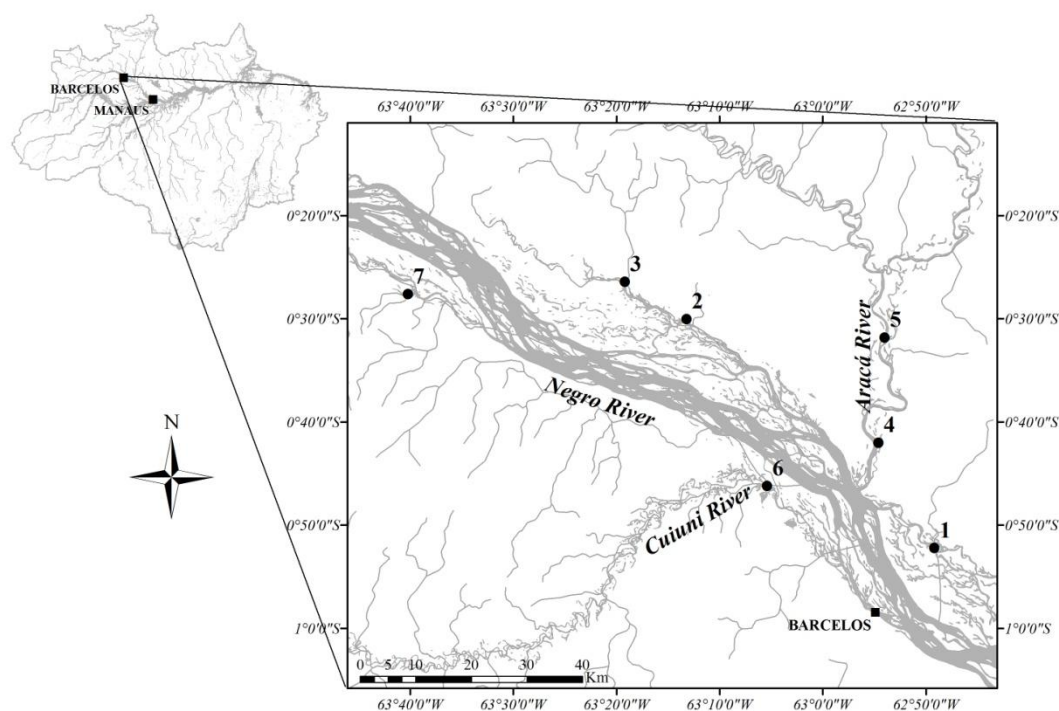 BARCELOS
MANAUS
63°40'0"W 63°30'0"W 63°20'0"W 63°10'0"W 63°00'0"W 62°50'0"W
0°20'0"S 0°20'0"S
3
7
2
0°30'0"S 0°30'0"S
5
Aracá River
Negro River
N
0°40'0"S 0°40'0"S
4
6
Cuiuni River
0°50'0"S 0°50'0"S
1
BARCELOS
1°0'0"S 1°0'0"S
0 5 10 20 30 40
Km
63°40'0"W 63°30'0"W 63°20'0"W 63°10'0"W 63°00'0"W 62°50'0"W